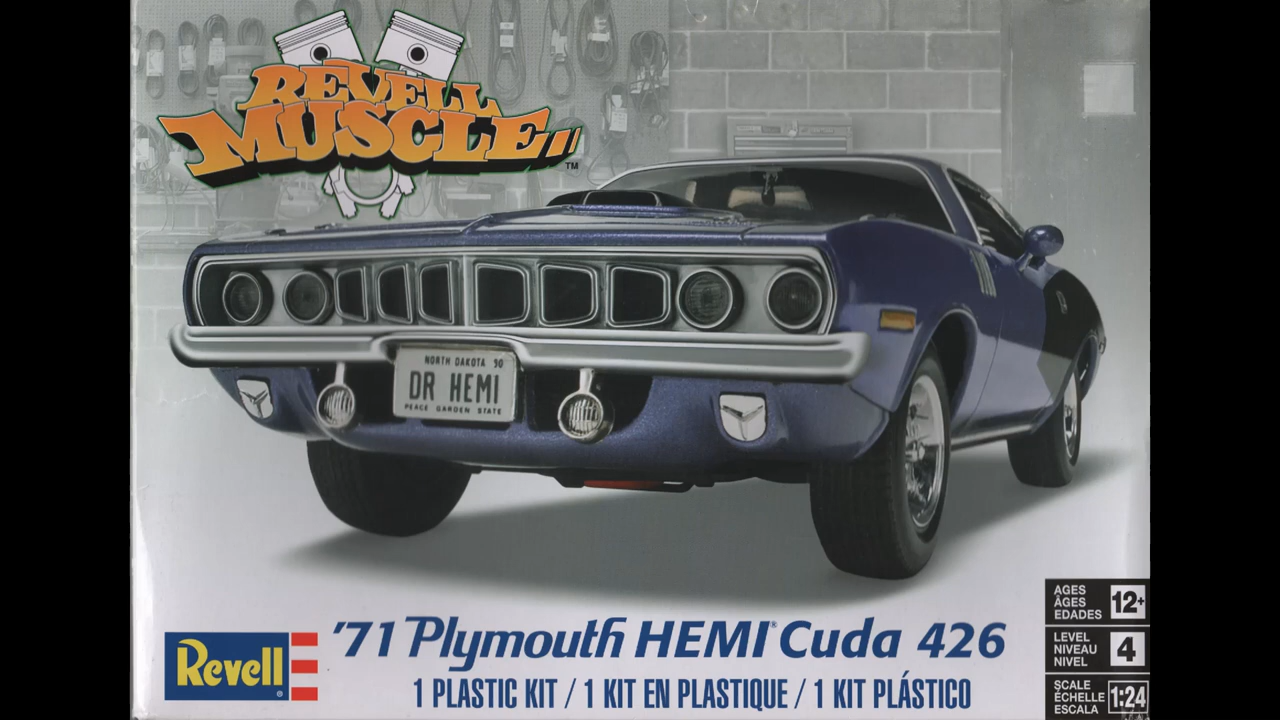 REVELL
MUSCLE
TM
NORTH DAKOTA 90
DR HEMI
PEACE GARDEN STATE
Revell®
'71 Plymouth HEMI® Cuda 426
1 PLASTIC KIT / 1 KIT EN PLASTIQUE / 1 KIT PLÁSTICO
AGES
ÂGES
EDADES
12+
LEVEL
NIVEAU
NIVEL
4
SCALE
ÉCHELLE
ESCALA
1:24